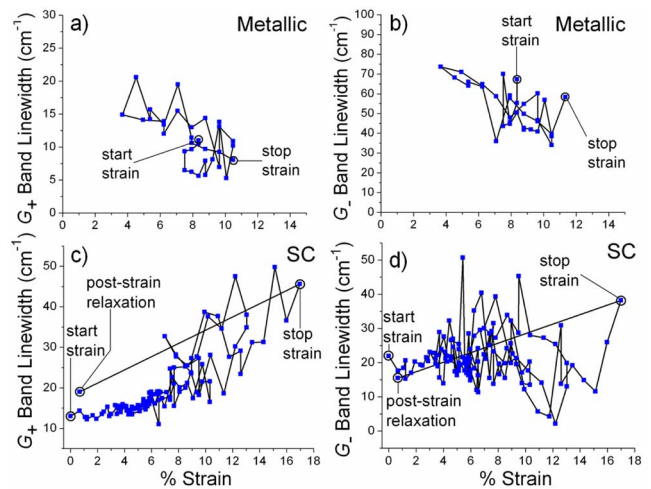 a)
Metallic
G₊ Band Linewidth (cm⁻¹)
30
25
20
15
10
5
0
start
strain
stop
strain
0 2 4 6 8 10 12 14
b)
Metallic
G₋ Band Linewidth (cm⁻¹)
100
90
80
70
60
50
40
30
20
10
0
start
strain
stop
strain
0 2 4 6 8 10 12 14
c)
SC
G₊ Band Linewidth (cm⁻¹)
50
40
30
20
10
post-strain
relaxation
start
strain
stop
strain
0 2 4 6 8 10 12 14 16 18
% Strain
d)
SC
G₋ Band Linewidth (cm⁻¹)
50
40
30
20
10
0
start
strain
stop
strain
post-strain
relaxation
0 2 4 6 8 10 12 14 16 18
% Strain